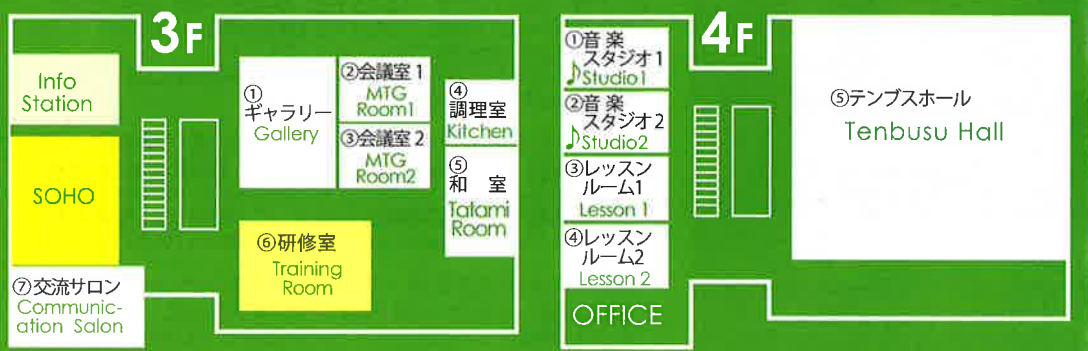 3F
Info
Station
SOHO
⑦交流サロン
Communic-
ation Salon
①
ギャラリー
Gallery
②会議室1
MTG
Room1
③会議室2
MTG
Room2
④
調理室
Kitchen
⑤
和 室
Tatami
Room
⑥研修室
Training
Room
4F
①音楽
スタジオ1
♪Studio1
②音楽
スタジオ2
♪Studio2
③レッスン
ルーム1
Lesson 1
④レッスン
ルーム2
Lesson 2
OFFICE
⑤テンブスホール
Tenbusu Hall